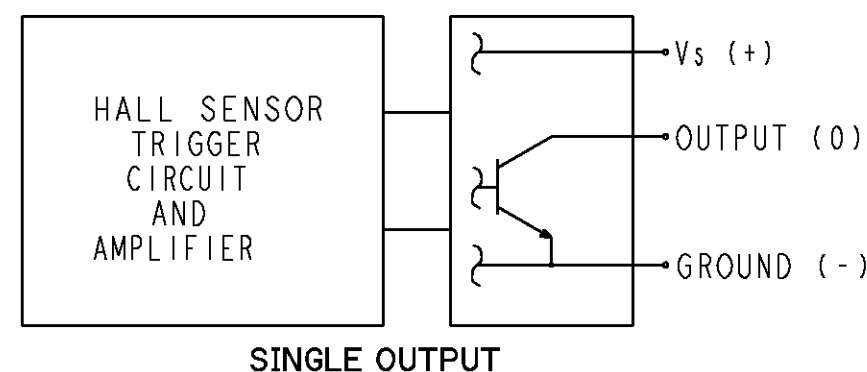 HALL SENSOR
TRIGGER
CIRCUIT
AND
AMPLIFIER
Vs (+)
OUTPUT (0)
GROUND (-)
SINGLE OUTPUT